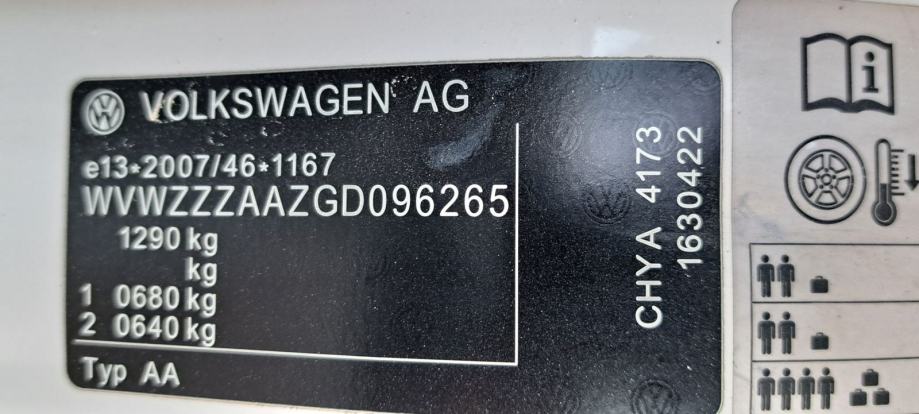 VOLKSWAGEN AG
e13*2007/46*1167
WVWZZZAAZGD096265
1290 kg
kg
1 0680 kg
2 0640 kg
Typ AA
CHYA 4173
1630422